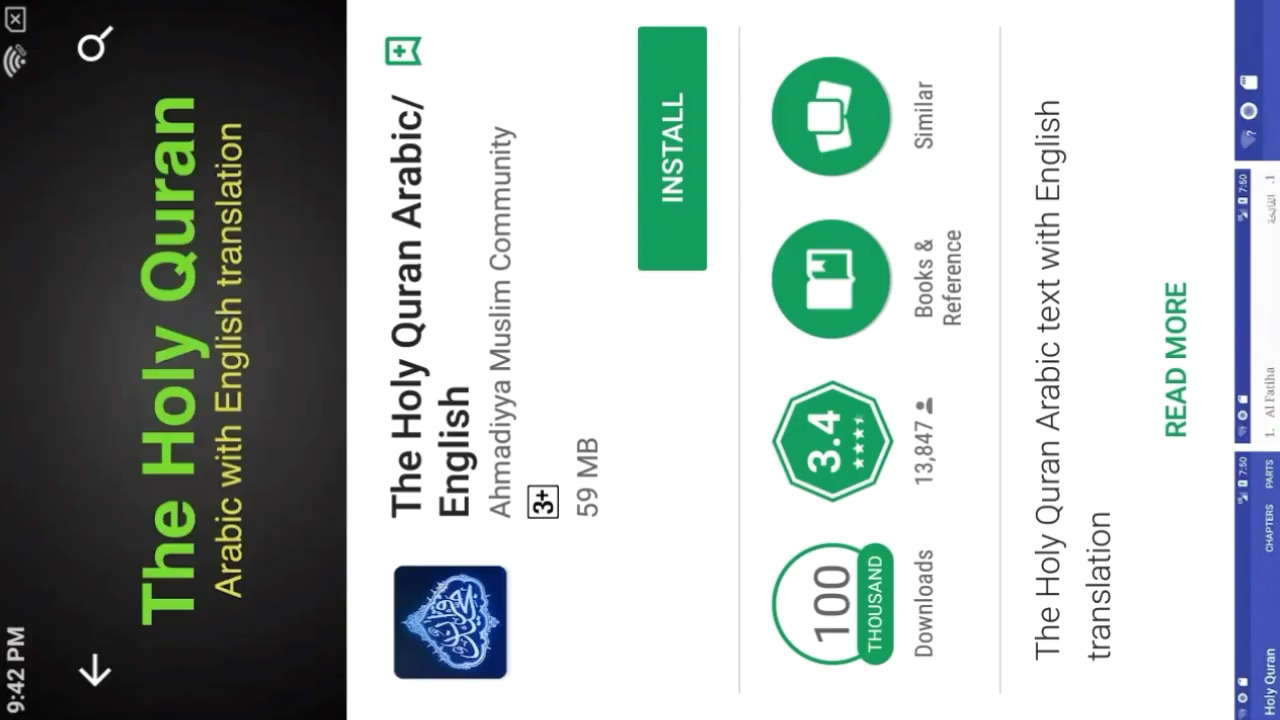 9:42 PM
The Holy Quran
Arabic with English translation
The Holy Quran Arabic/
English
Ahmadiyya Muslim Community
3+
59 MB
INSTALL
100
THOUSAND
Downloads
3.4
13,847
Books &
Reference
Similar
The Holy Quran Arabic text with English
translation
READ MORE
7:50
Holy Quran
CHAPTERS PARTS
7:50
1. Al Fatiha
الفاتحة .1